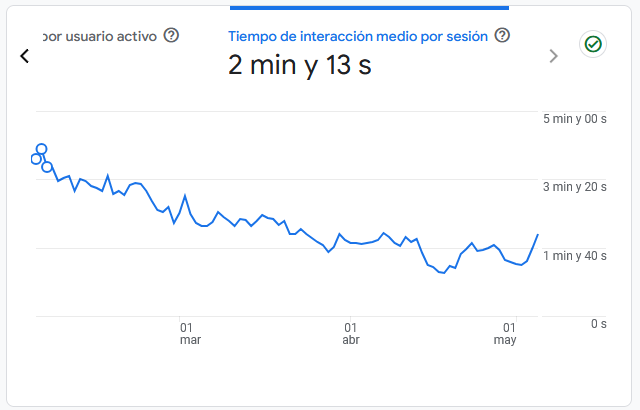 por usuario activo
Tiempo de interacción medio por sesión
2 min y 13 s
5 min y 00 s
3 min y 20 s
1 min y 40 s
0 s
01 mar
01 abr
01 may